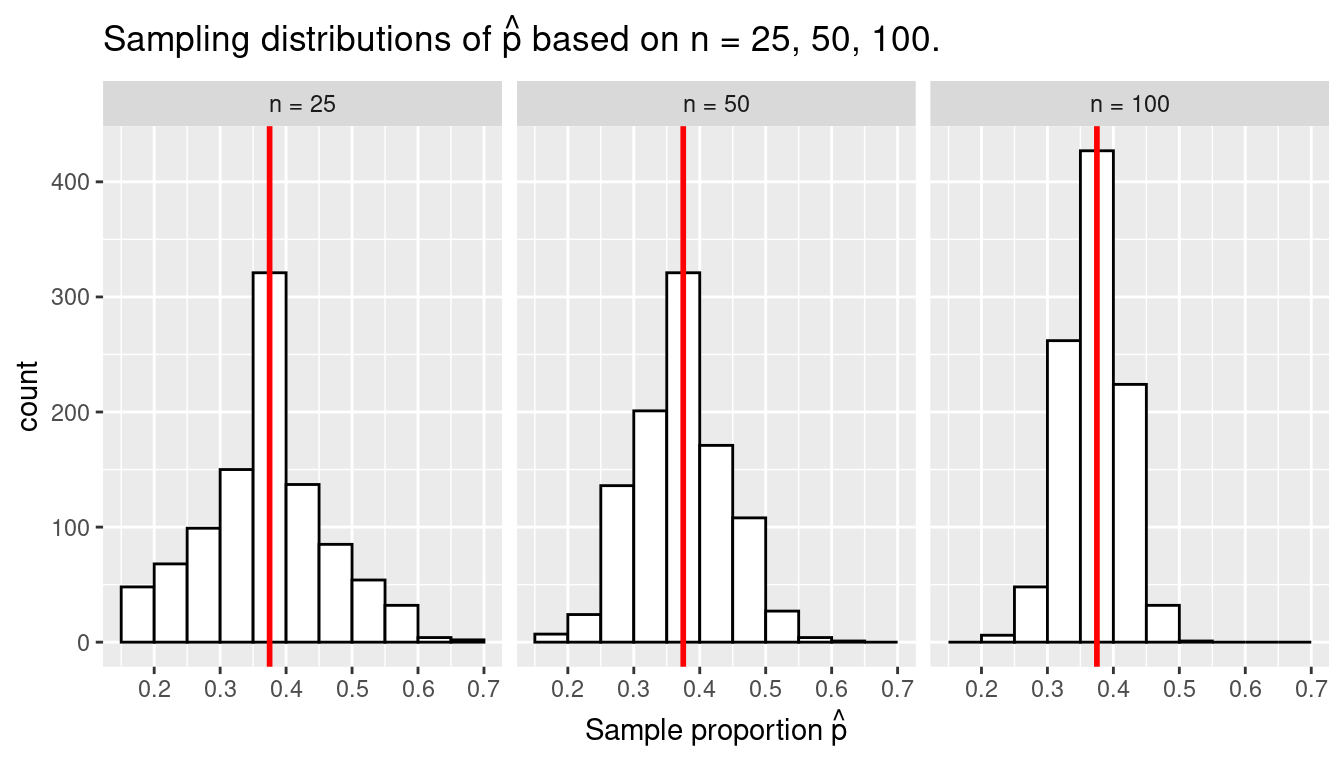 Sampling distributions of p̂ based on n = 25, 50, 100.
n = 25 n = 50 n = 100
count
400
300
200
100
0
0.2 0.3 0.4 0.5 0.6 0.7 0.2 0.3 0.4 0.5 0.6 0.7 0.2 0.3 0.4 0.5 0.6 0.7
Sample proportion p̂